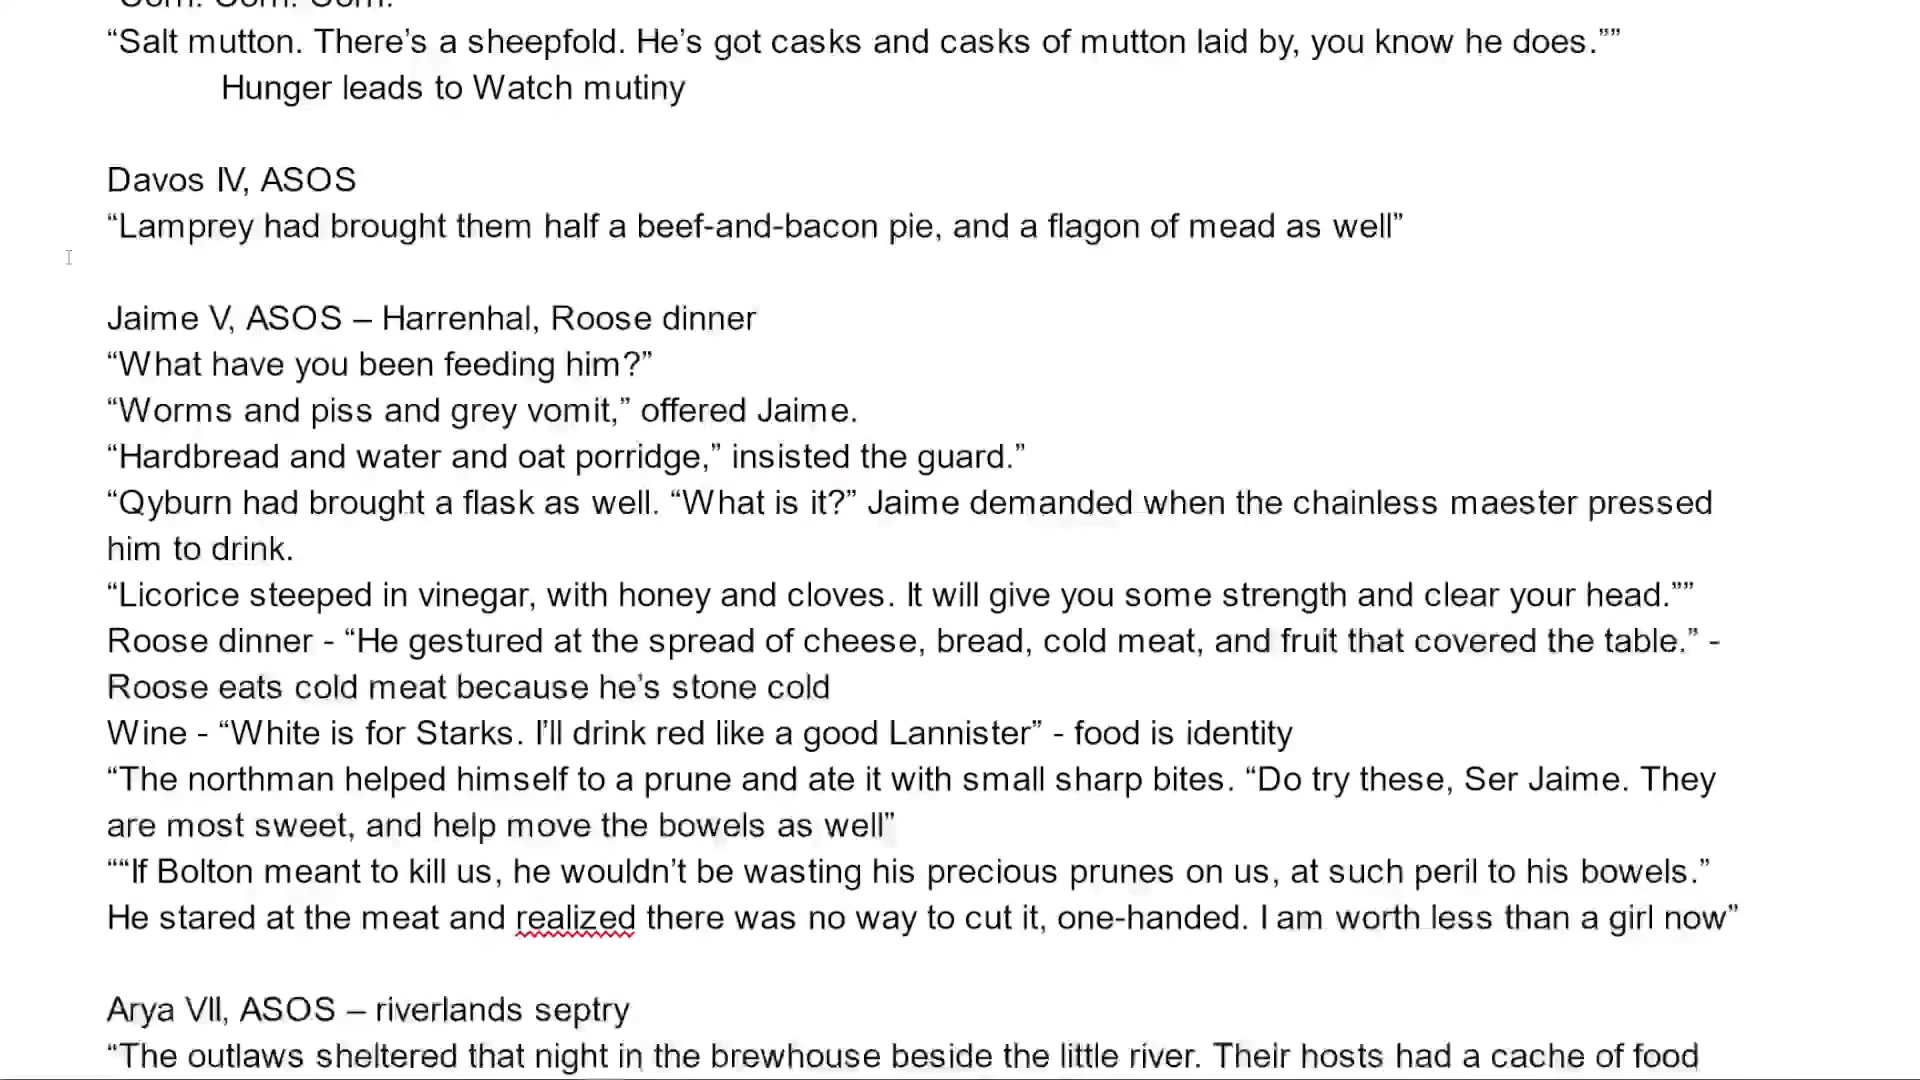 “Salt mutton. There’s a sheepfold. He’s got casks and casks of mutton laid by, you know he does.””
Hunger leads to Watch mutiny
Davos IV, ASOS
“Lamprey had brought them half a beef-and-bacon pie, and a flagon of mead as well”
Jaime V, ASOS – Harrenhal, Roose dinner
“What have you been feeding him?”
“Worms and piss and grey vomit,” offered Jaime.
“Hardbread and water and oat porridge,” insisted the guard.”
“Qyburn had brought a flask as well. “What is it?” Jaime demanded when the chainless maester pressed
him to drink.
“Licorice steeped in vinegar, with honey and cloves. It will give you some strength and clear your head.””
Roose dinner - “He gestured at the spread of cheese, bread, cold meat, and fruit that covered the table.” -
Roose eats cold meat because he’s stone cold
Wine - “White is for Starks. I’ll drink red like a good Lannister” - food is identity
“The northman helped himself to a prune and ate it with small sharp bites. “Do try these, Ser Jaime. They
are most sweet, and help move the bowels as well”
““If Bolton meant to kill us, he wouldn’t be wasting his precious prunes on us, at such peril to his bowels.”
He stared at the meat and realized there was no way to cut it, one-handed. I am worth less than a girl now”
Arya VII, ASOS – riverlands septry
“The outlaws sheltered that night in the brewhouse beside the little river. Their hosts had a cache of food